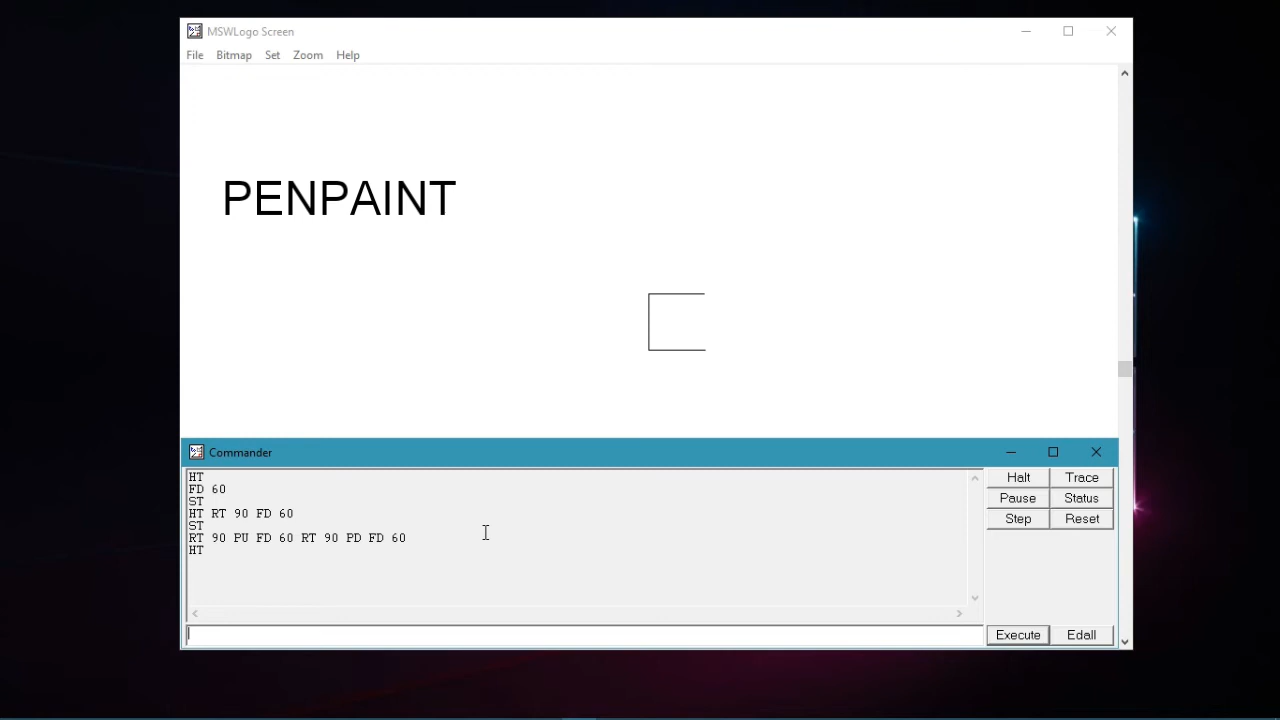 MSWLogo Screen
File Bitmap Set Zoom Help
PENPAINT
Commander
HT
FD 60
ST
HT RT 90 FD 60
ST
RT 90 PU FD 60 RT 90 PD FD 60
HT
Halt Trace
Pause Status
Step Reset
Execute Edall